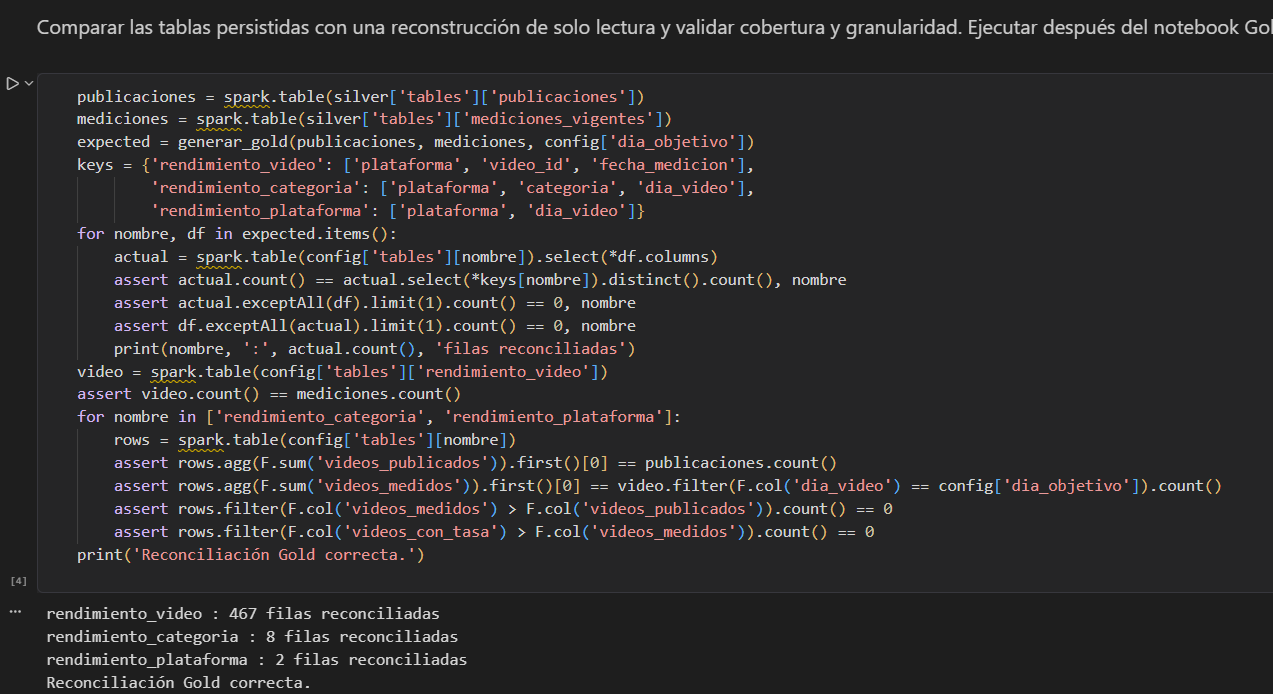 Comparar las tablas persistidas con una reconstrucción de solo lectura y validar cobertura y granularidad. Ejecutar después del notebook
publicaciones = spark.table(silver['tables']['publicaciones'])
mediciones = spark.table(silver['tables']['mediciones_vigentes'])
expected = generar_gold(publicaciones, mediciones, config['dia_objetivo'])
keys = {'rendimiento_video': ['plataforma', 'video_id', 'fecha_medicion'],
        'rendimiento_categoria': ['plataforma', 'categoria', 'dia_video'],
        'rendimiento_plataforma': ['plataforma', 'dia_video']}
for nombre, df in expected.items():
    actual = spark.table(config['tables'][nombre]).select(*df.columns)
    assert actual.count() == actual.select(*keys[nombre]).distinct().count(), nombre
    assert actual.exceptAll(df).limit(1).count() == 0, nombre
    assert df.exceptAll(actual).limit(1).count() == 0, nombre
    print(nombre, ':', actual.count(), 'filas reconciliadas')
video = spark.table(config['tables']['rendimiento_video'])
assert video.count() == mediciones.count()
for nombre in ['rendimiento_categoria', 'rendimiento_plataforma']:
    rows = spark.table(config['tables'][nombre])
    assert rows.agg(F.sum('videos_publicados')).first()[0] == publicaciones.count()
    assert rows.agg(F.sum('videos_medidos')).first()[0] == video.filter(F.col('dia_video') == config['dia_objetivo']).count()
    assert rows.filter(F.col('videos_medidos') > F.col('videos_publicados')).count() == 0
    assert rows.filter(F.col('videos_con_tasa') > F.col('videos_medidos')).count() == 0
print('Reconciliación Gold correcta.')
[4]
...
rendimiento_video : 467 filas reconciliadas
rendimiento_categoria : 8 filas reconciliadas
rendimiento_plataforma : 2 filas reconciliadas
Reconciliación Gold correcta.